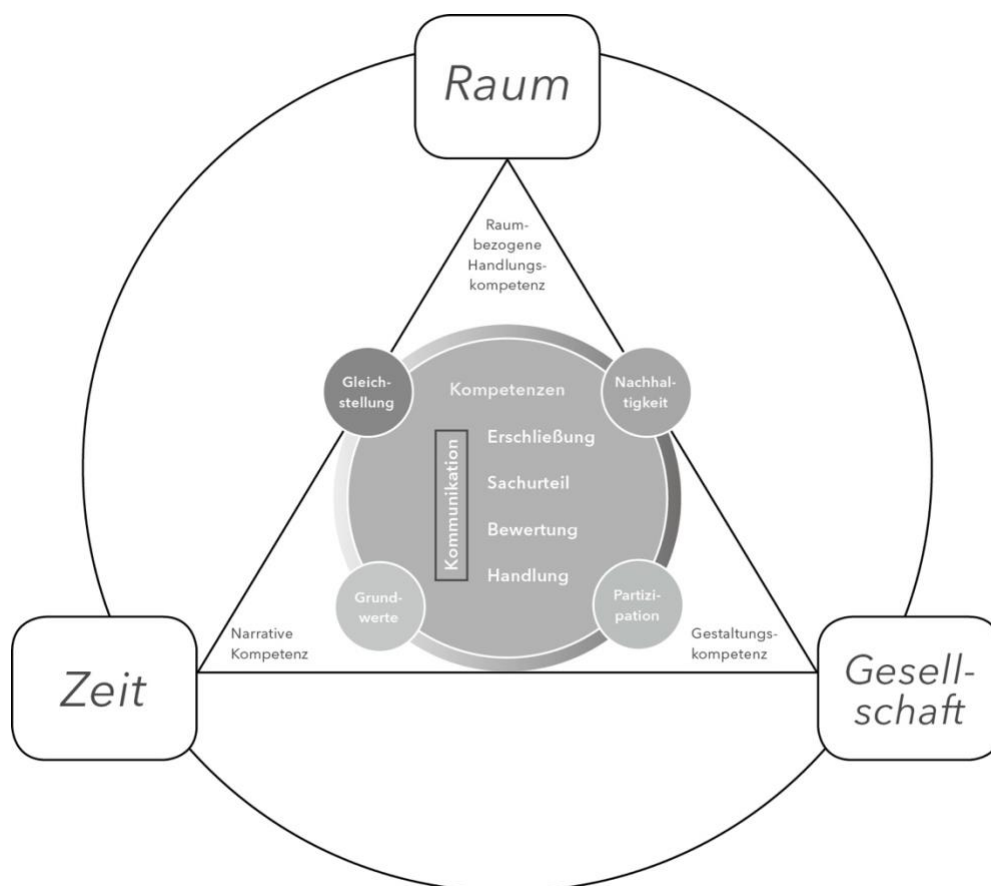 Raum
Raum-
bezogene
Handlungs-
kompetenz
Gleich-
stellung
Kompetenzen
Nachhal-
tigkeit
Kommunikation
Erschließung
Sachurteil
Bewertung
Handlung
Grund-
werte
Partizi-
pation
Narrative
Kompetenz
Gestaltungs-
kompetenz
Zeit
Gesell-
schaft